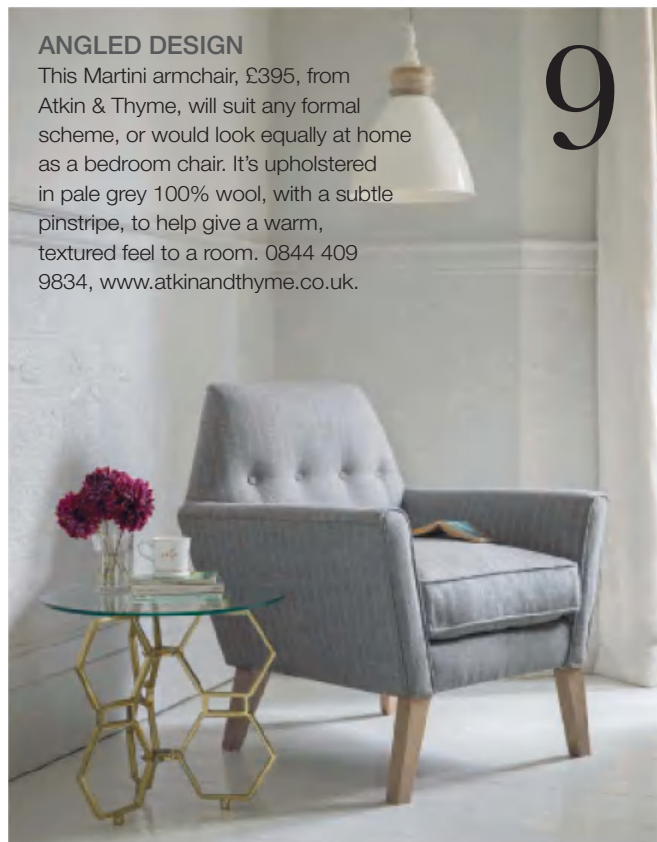 ANGLED DESIGN
This Martini armchair, £395, from
Atkin & Thyme, will suit any formal
scheme, or would look equally at home
as a bedroom chair. It's upholstered
in pale grey 100% wool, with a subtle
pinstripe, to help give a warm,
textured feel to a room. 0844 409
9834, www.atkinandthyme.co.uk.
9